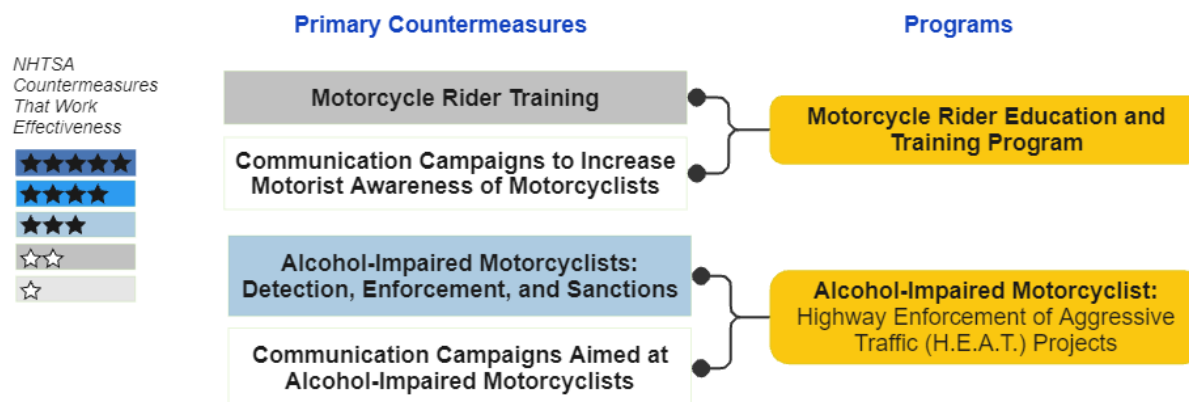 Primary Countermeasures
Programs
NHTSA
Countermeasures
That Work
Effectiveness
Motorcycle Rider Training
Communication Campaigns to Increase
Motorist Awareness of Motorcyclists
Motorcycle Rider Education and
Training Program
Alcohol-Impaired Motorcyclists:
Detection, Enforcement, and Sanctions
Communication Campaigns Aimed at
Alcohol-Impaired Motorcyclists
Alcohol-Impaired Motorcyclist:
Highway Enforcement of Aggressive
Traffic (H.E.A.T.) Projects